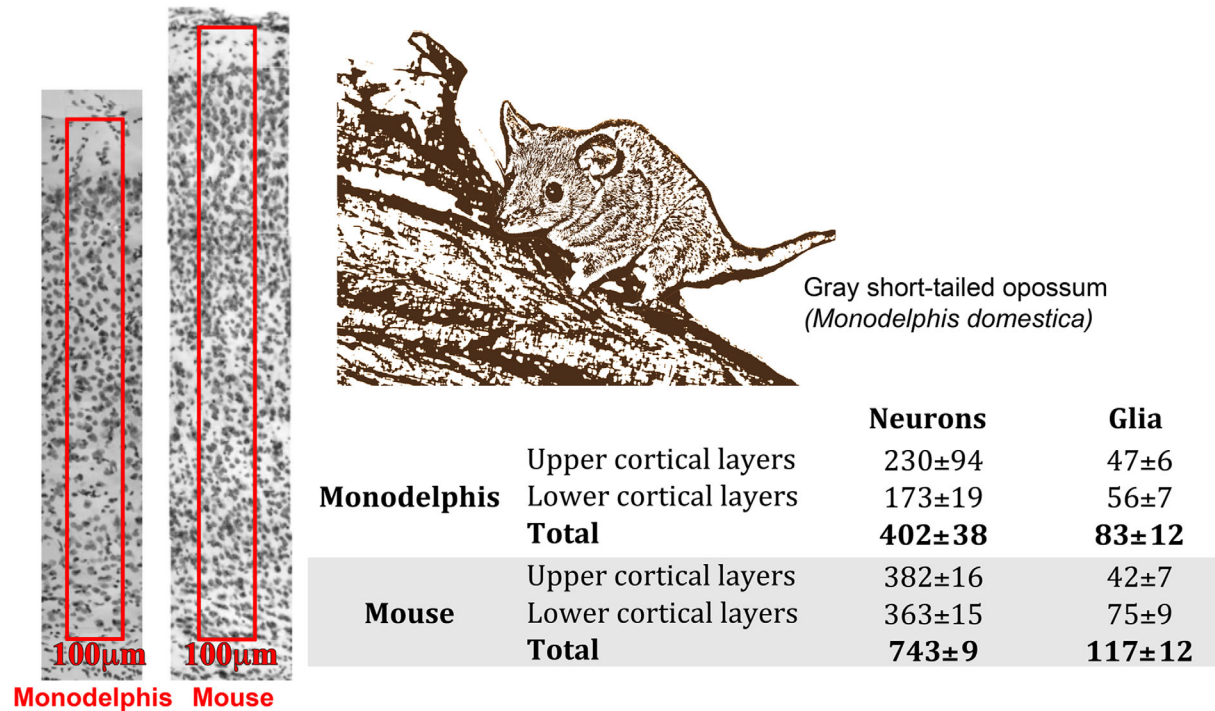 100µm
100µm
Monodelphis Mouse
Gray short-tailed opossum
(Monodelphis domestica)
Neurons Glia
Upper cortical layers 230±94 47±6
Monodelphis Lower cortical layers 173±19 56±7
Total 402±38 83±12
Upper cortical layers 382±16 42±7
Mouse Lower cortical layers 363±15 75±9
Total 743±9 117±12